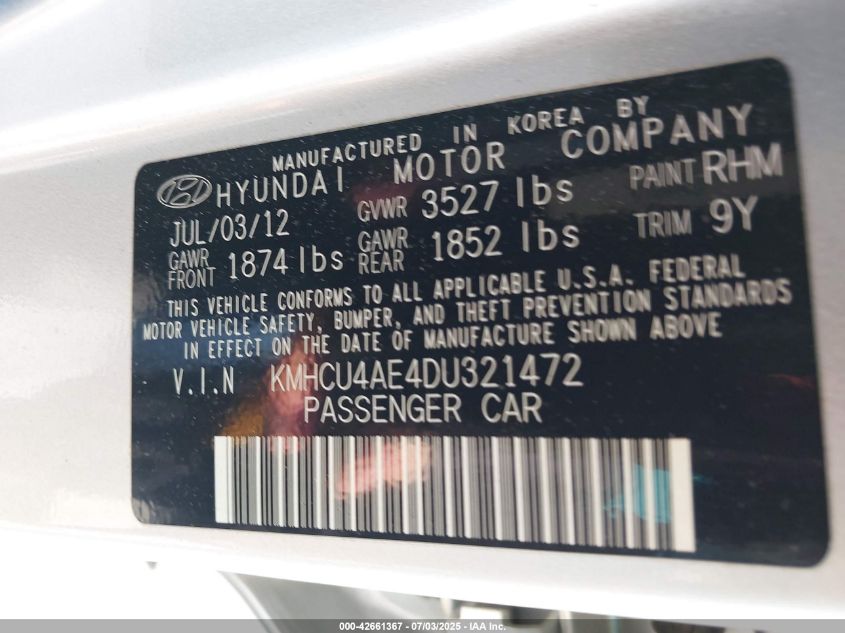 MANUFACTURED IN KOREA BY
HYUNDAI MOTOR COMPANY
JUL/03/12 GVWR 3527 lbs PAINT RHM
GAWR FRONT 1874 lbs GAWR REAR 1852 lbs TRIM 9Y
THIS VEHICLE CONFORMS TO ALL APPLICABLE U.S.A. FEDERAL
MOTOR VEHICLE SAFETY, BUMPER, AND THEFT PREVENTION STANDARDS
IN EFFECT ON THE DATE OF MANUFACTURE SHOWN ABOVE
V.I.N KMHCU4AE4DU321472
PASSENGER CAR
000-42661367 - 07/03/2025 - IAA Inc.